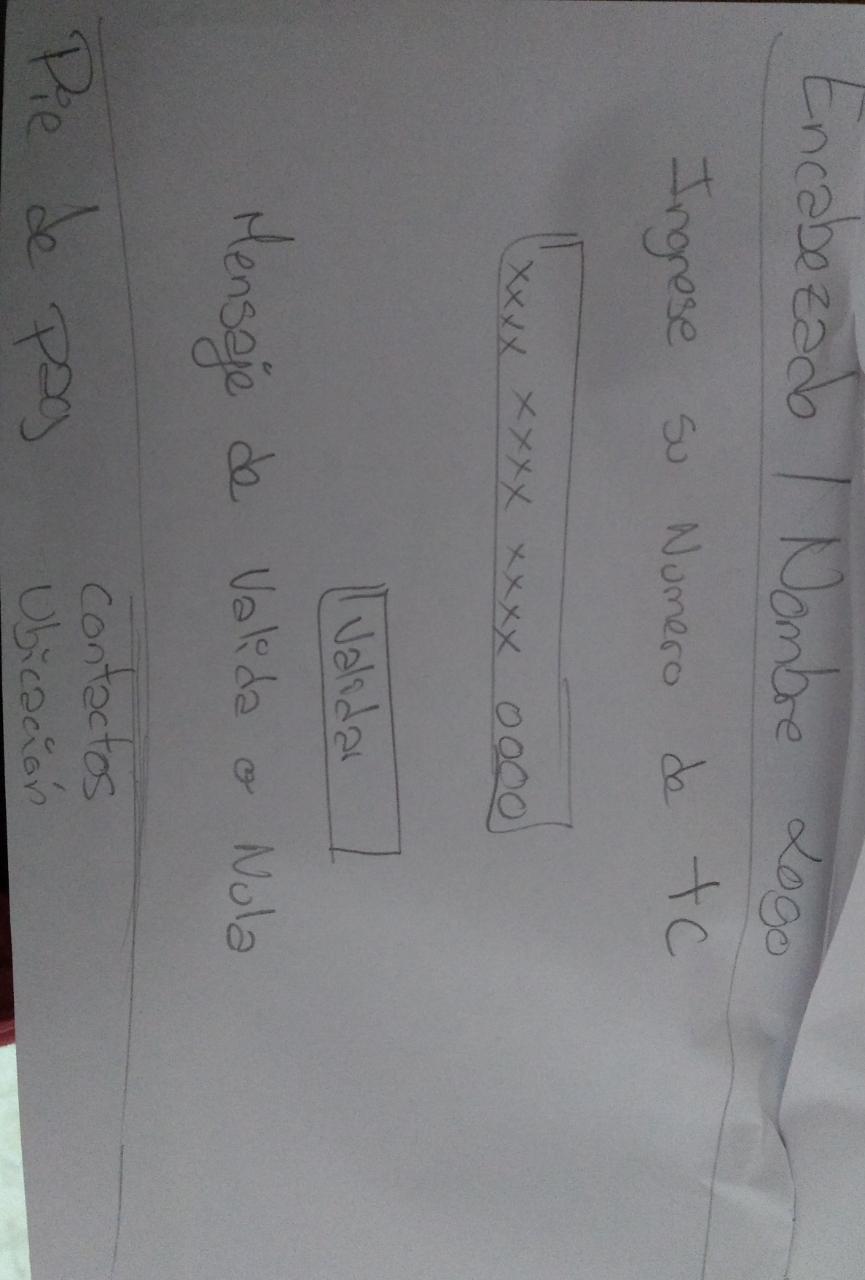 Encabezado | Nombre Logo
Ingrese su Numero de tc
xxxx xxxx xxxx 0000
Validar
Mensaje de Valida o Nula
Pie de pag
contactos
Ubicación